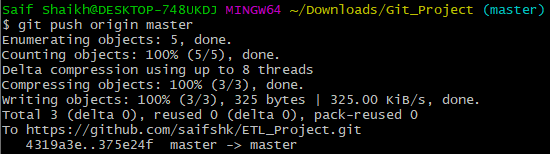 Saif Shaikh@DESKTOP-748UKDJ MINGW64 ~/Downloads/Git_Project (master)
$ git push origin master
Enumerating objects: 5, done.
Counting objects: 100% (5/5), done.
Delta compression using up to 8 threads
Compressing objects: 100% (3/3), done.
Writing objects: 100% (3/3), 325 bytes | 325.00 KiB/s, done.
Total 3 (delta 0), reused 0 (delta 0), pack-reused 0
To https://github.com/saifshk/ETL_Project.git
   4319a3e..375e24f  master -> master